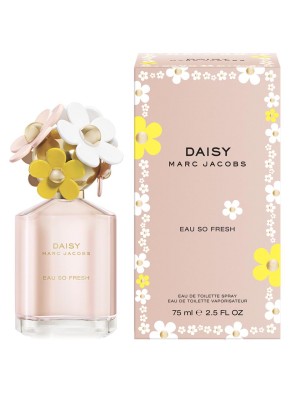 DAISY
MARC JACOBS
EAU SO FRESH
DAISY
MARC JACOBS
EAU SO FRESH
EAU DE TOILETTE SPRAY
EAU DE TOILETTE VAPORISATEUR
75 ml e 2.5 FL OZ